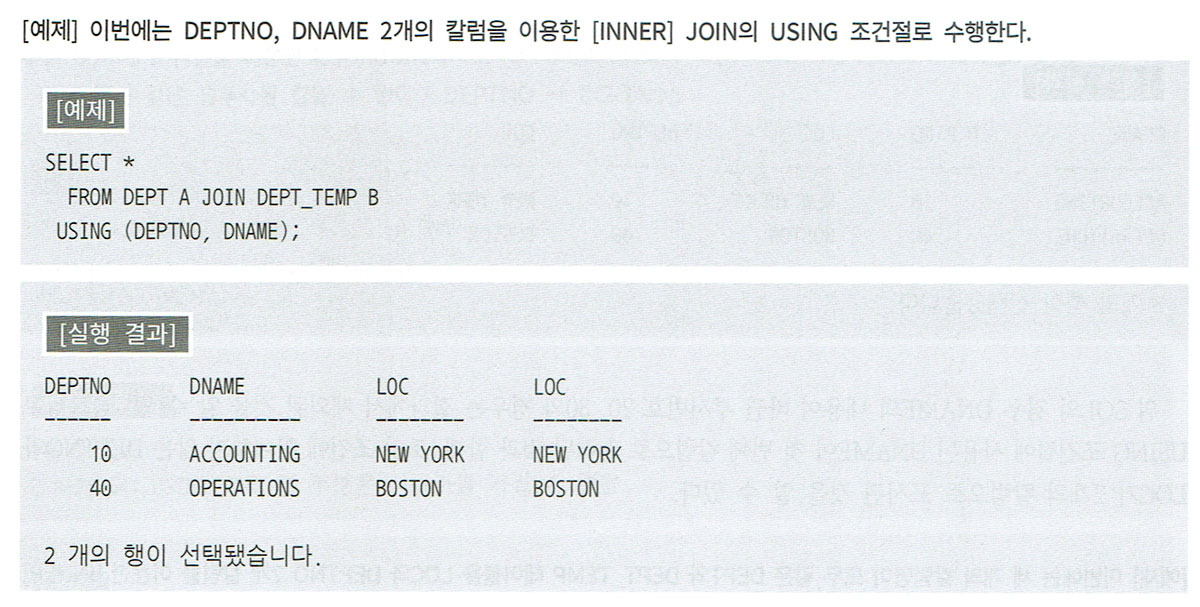 [예제] 이번에는 DEPTNO, DNAME 2개의 칼럼을 이용한 [INNER] JOIN의 USING 조건절로 수행한다.
[예제]
SELECT *
FROM DEPT A JOIN DEPT_TEMP B
USING (DEPTNO, DNAME);
[실행 결과]
DEPTNO DNAME LOC LOC
------ ---------- -------- --------
10 ACCOUNTING NEW YORK NEW YORK
40 OPERATIONS BOSTON BOSTON
2 개의 행이 선택됐습니다.